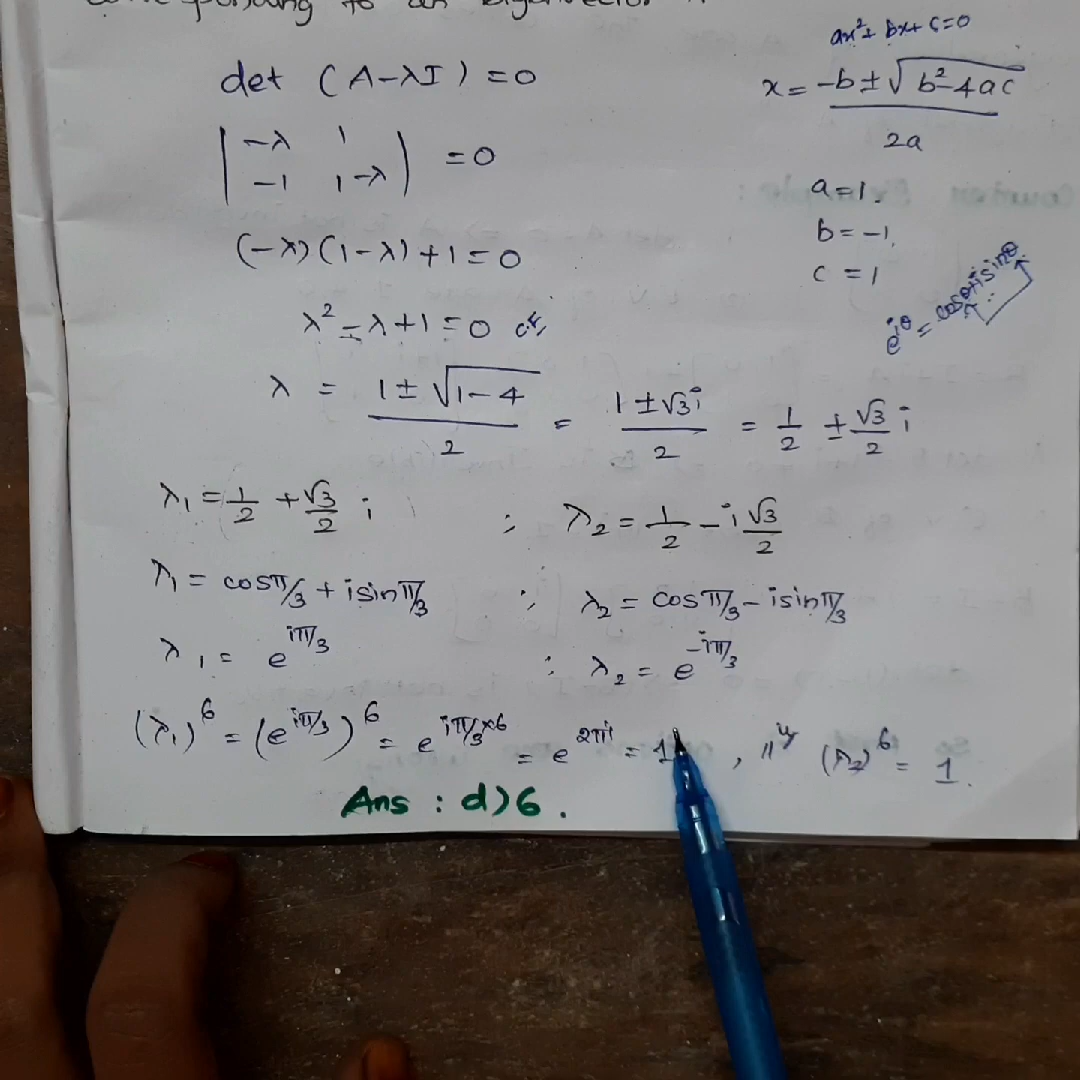 corresponding to an eigenvector
det (A-λI) = 0
| -λ 1 |
| -1 1-λ | = 0
(-λ)(1-λ)+1=0
λ²-λ+1=0 C.E,
λ = (1±√(1-4))/2 = (1±√3i)/2 = 1/2 ± √3/2 i
λ₁ = 1/2 + √3/2 i ; λ₂ = 1/2 - i √3/2
λ₁ = cosπ/3 + isinπ/3 ; λ₂ = cosπ/3 - isinπ/3
λ₁ = e^(iπ/3) ; λ₂ = e^(-iπ/3)
(λ₁)⁶ = (e^(iπ/3))⁶ = e^(iπ/3×6) = e^(2πi) = 1 , ||ly (λ₂)⁶ = 1.
Ans : d) 6.
ax²+bx+c=0
x = (-b±√(b²-4ac))/2a
a=1,
b=-1,
c=1
e^(iθ) = cosθ+isinθ